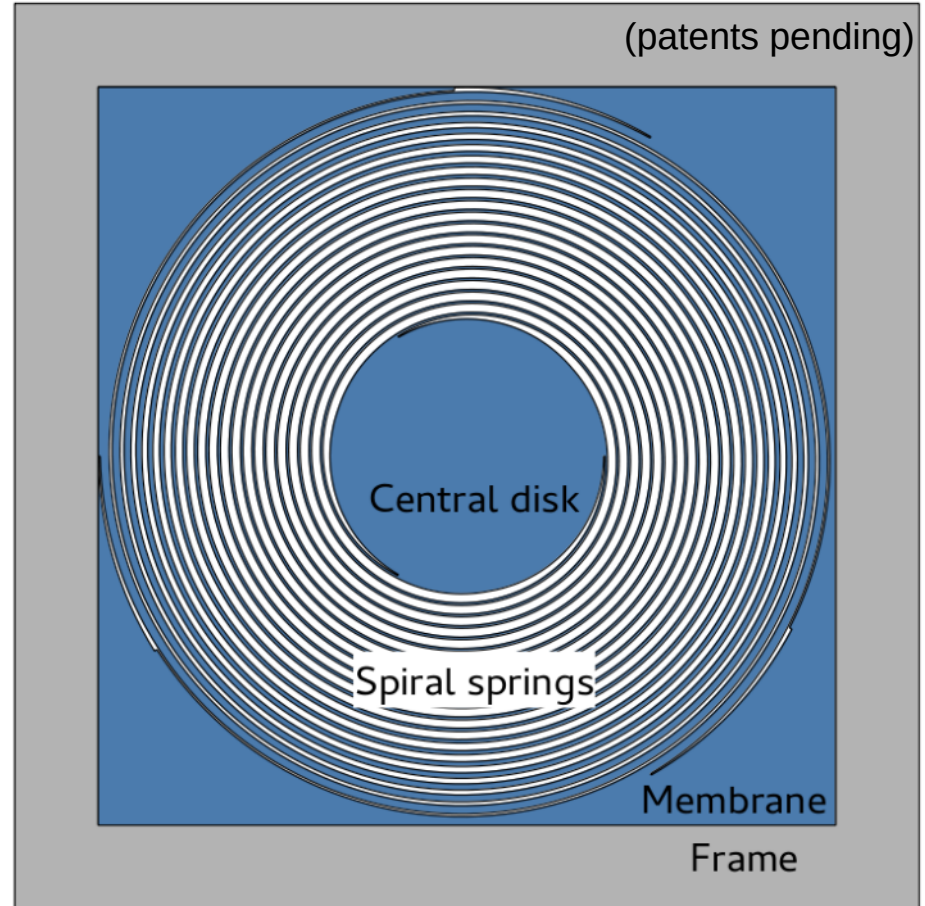 (patents pending)
Central disk
Spiral springs
Membrane
Frame